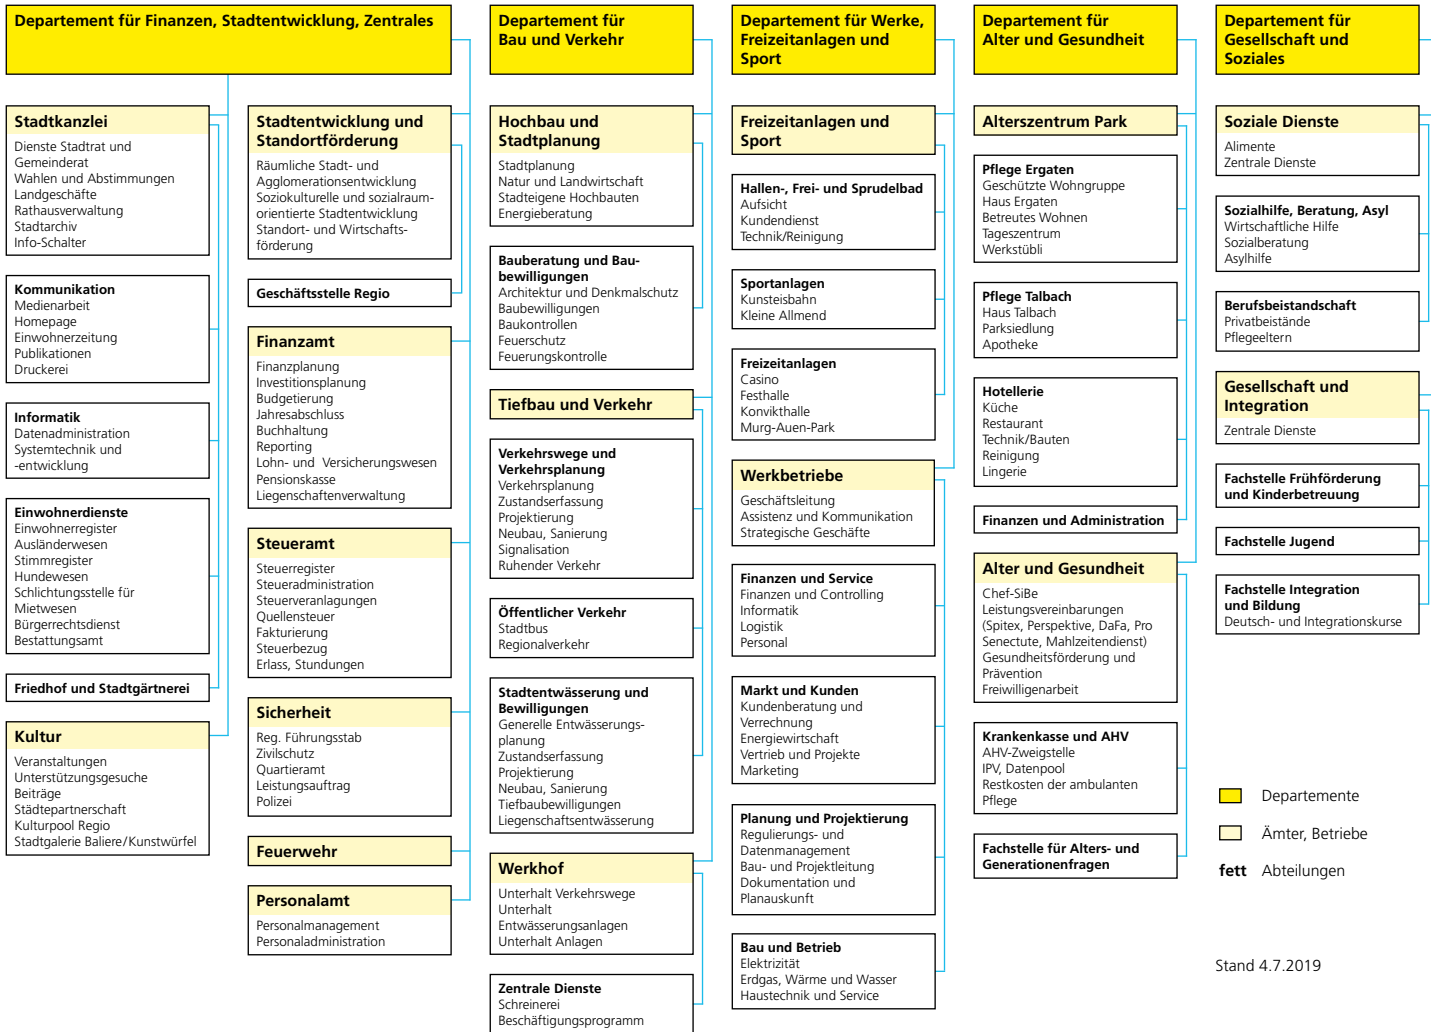 Departement für Finanzen, Stadtentwicklung, Zentrales
Stadtkanzlei
Dienste Stadtrat und
Gemeinderat
Wahlen und Abstimmungen
Landgeschäfte
Rathausverwaltung
Stadtarchiv
Info-Schalter
Kommunikation
Medienarbeit
Homepage
Einwohnerzeitung
Publikationen
Druckerei
Informatik
Datenadministration
Systemtechnik und
-entwicklung
Einwohnerdienste
Einwohnerregister
Ausländerwesen
Stimmregister
Hundewesen
Schlichtungsstelle für
Mietwesen
Bürgerrechtsdienst
Bestattungsamt
Friedhof und Stadtgärtnerei
Kultur
Veranstaltungen
Unterstützungsgesuche
Beiträge
Städtepartnerschaft
Kulturpool Regio
Stadtgalerie Baliere/Kunstwürfel
Stadtentwicklung und
Standortförderung
Räumliche Stadt- und
Agglomerationsentwicklung
Soziokulturelle und sozialraum-
orientierte Stadtentwicklung
Standort- und Wirtschafts-
förderung
Geschäftsstelle Regio
Finanzamt
Finanzplanung
Investitionsplanung
Budgetierung
Jahresabschluss
Buchhaltung
Reporting
Lohn- und Versicherungswesen
Pensionskasse
Liegenschaftenverwaltung
Steueramt
Steuerregister
Steueradministration
Steuerveranlagungen
Quellensteuer
Fakturierung
Steuerbezug
Erlass, Stundungen
Sicherheit
Reg. Führungsstab
Zivilschutz
Quartieramt
Leistungsauftrag
Polizei
Feuerwehr
Personalamt
Personalmanagement
Personaladministration
Departement für
Bau und Verkehr
Hochbau und
Stadtplanung
Stadtplanung
Natur und Landwirtschaft
Stadteigene Hochbauten
Energieberatung
Bauberatung und Bau-
bewilligungen
Architektur und Denkmalschutz
Baubewilligungen
Baukontrollen
Feuerschutz
Feuerungskontrolle
Tiefbau und Verkehr
Verkehrswege und
Verkehrsplanung
Verkehrsplanung
Zustandserfassung
Projektierung
Neubau, Sanierung
Signalisation
Ruhender Verkehr
Öffentlicher Verkehr
Stadtbus
Regionalverkehr
Stadtentwässerung und
Bewilligungen
Generelle Entwässerungs-
planung
Zustandserfassung
Projektierung
Neubau, Sanierung
Tiefbaubewilligungen
Liegenschaftsentwässerung
Werkhof
Unterhalt Verkehrswege
Unterhalt
Entwässerungsanlagen
Unterhalt Anlagen
Zentrale Dienste
Schreinerei
Beschäftigungsprogramm
Departement für Werke,
Freizeitanlagen und
Sport
Freizeitanlagen und
Sport
Hallen-, Frei- und Sprudelbad
Aufsicht
Kundendienst
Technik/Reinigung
Sportanlagen
Kunsteisbahn
Kleine Allmend
Freizeitanlagen
Casino
Festhalle
Konvikthalle
Murg-Auen-Park
Werkbetriebe
Geschäftsleitung
Assistenz und Kommunikation
Strategische Geschäfte
Finanzen und Service
Finanzen und Controlling
Informatik
Logistik
Personal
Markt und Kunden
Kundenberatung und
Verrechnung
Energiewirtschaft
Vertrieb und Projekte
Marketing
Planung und Projektierung
Regulierungs- und
Datenmanagement
Bau- und Projektleitung
Dokumentation und
Planauskunft
Bau und Betrieb
Elektrizität
Erdgas, Wärme und Wasser
Haustechnik und Service
Departement für
Alter und Gesundheit
Alterszentrum Park
Pflege Ergaten
Geschützte Wohngruppe
Haus Ergaten
Betreutes Wohnen
Tageszentrum
Werkstübli
Pflege Talbach
Haus Talbach
Parksiedlung
Apotheke
Hotellerie
Küche
Restaurant
Technik/Bauten
Reinigung
Lingerie
Finanzen und Administration
Alter und Gesundheit
Chef-SiBe
Leistungsvereinbarungen
(Spitex, Perspektive, DaFa, Pro
Senectute, Mahlzeitendienst)
Gesundheitsförderung und
Prävention
Freiwilligenarbeit
Krankenkasse und AHV
AHV-Zweigstelle
IPV, Datenpool
Restkosten der ambulanten
Pflege
Fachstelle für Alters- und
Generationenfragen
Departement für
Gesellschaft und
Soziales
Soziale Dienste
Alimente
Zentrale Dienste
Sozialhilfe, Beratung, Asyl
Wirtschaftliche Hilfe
Sozialberatung
Asylhilfe
Berufsbeistandschaft
Privatbeistände
Pflegeeltern
Gesellschaft und
Integration
Zentrale Dienste
Fachstelle Frühförderung
und Kinderbetreuung
Fachstelle Jugend
Fachstelle Integration
und Bildung
Deutsch- und Integrationskurse
Departemente
Ämter, Betriebe
fett Abteilungen
Stand 4.7.2019